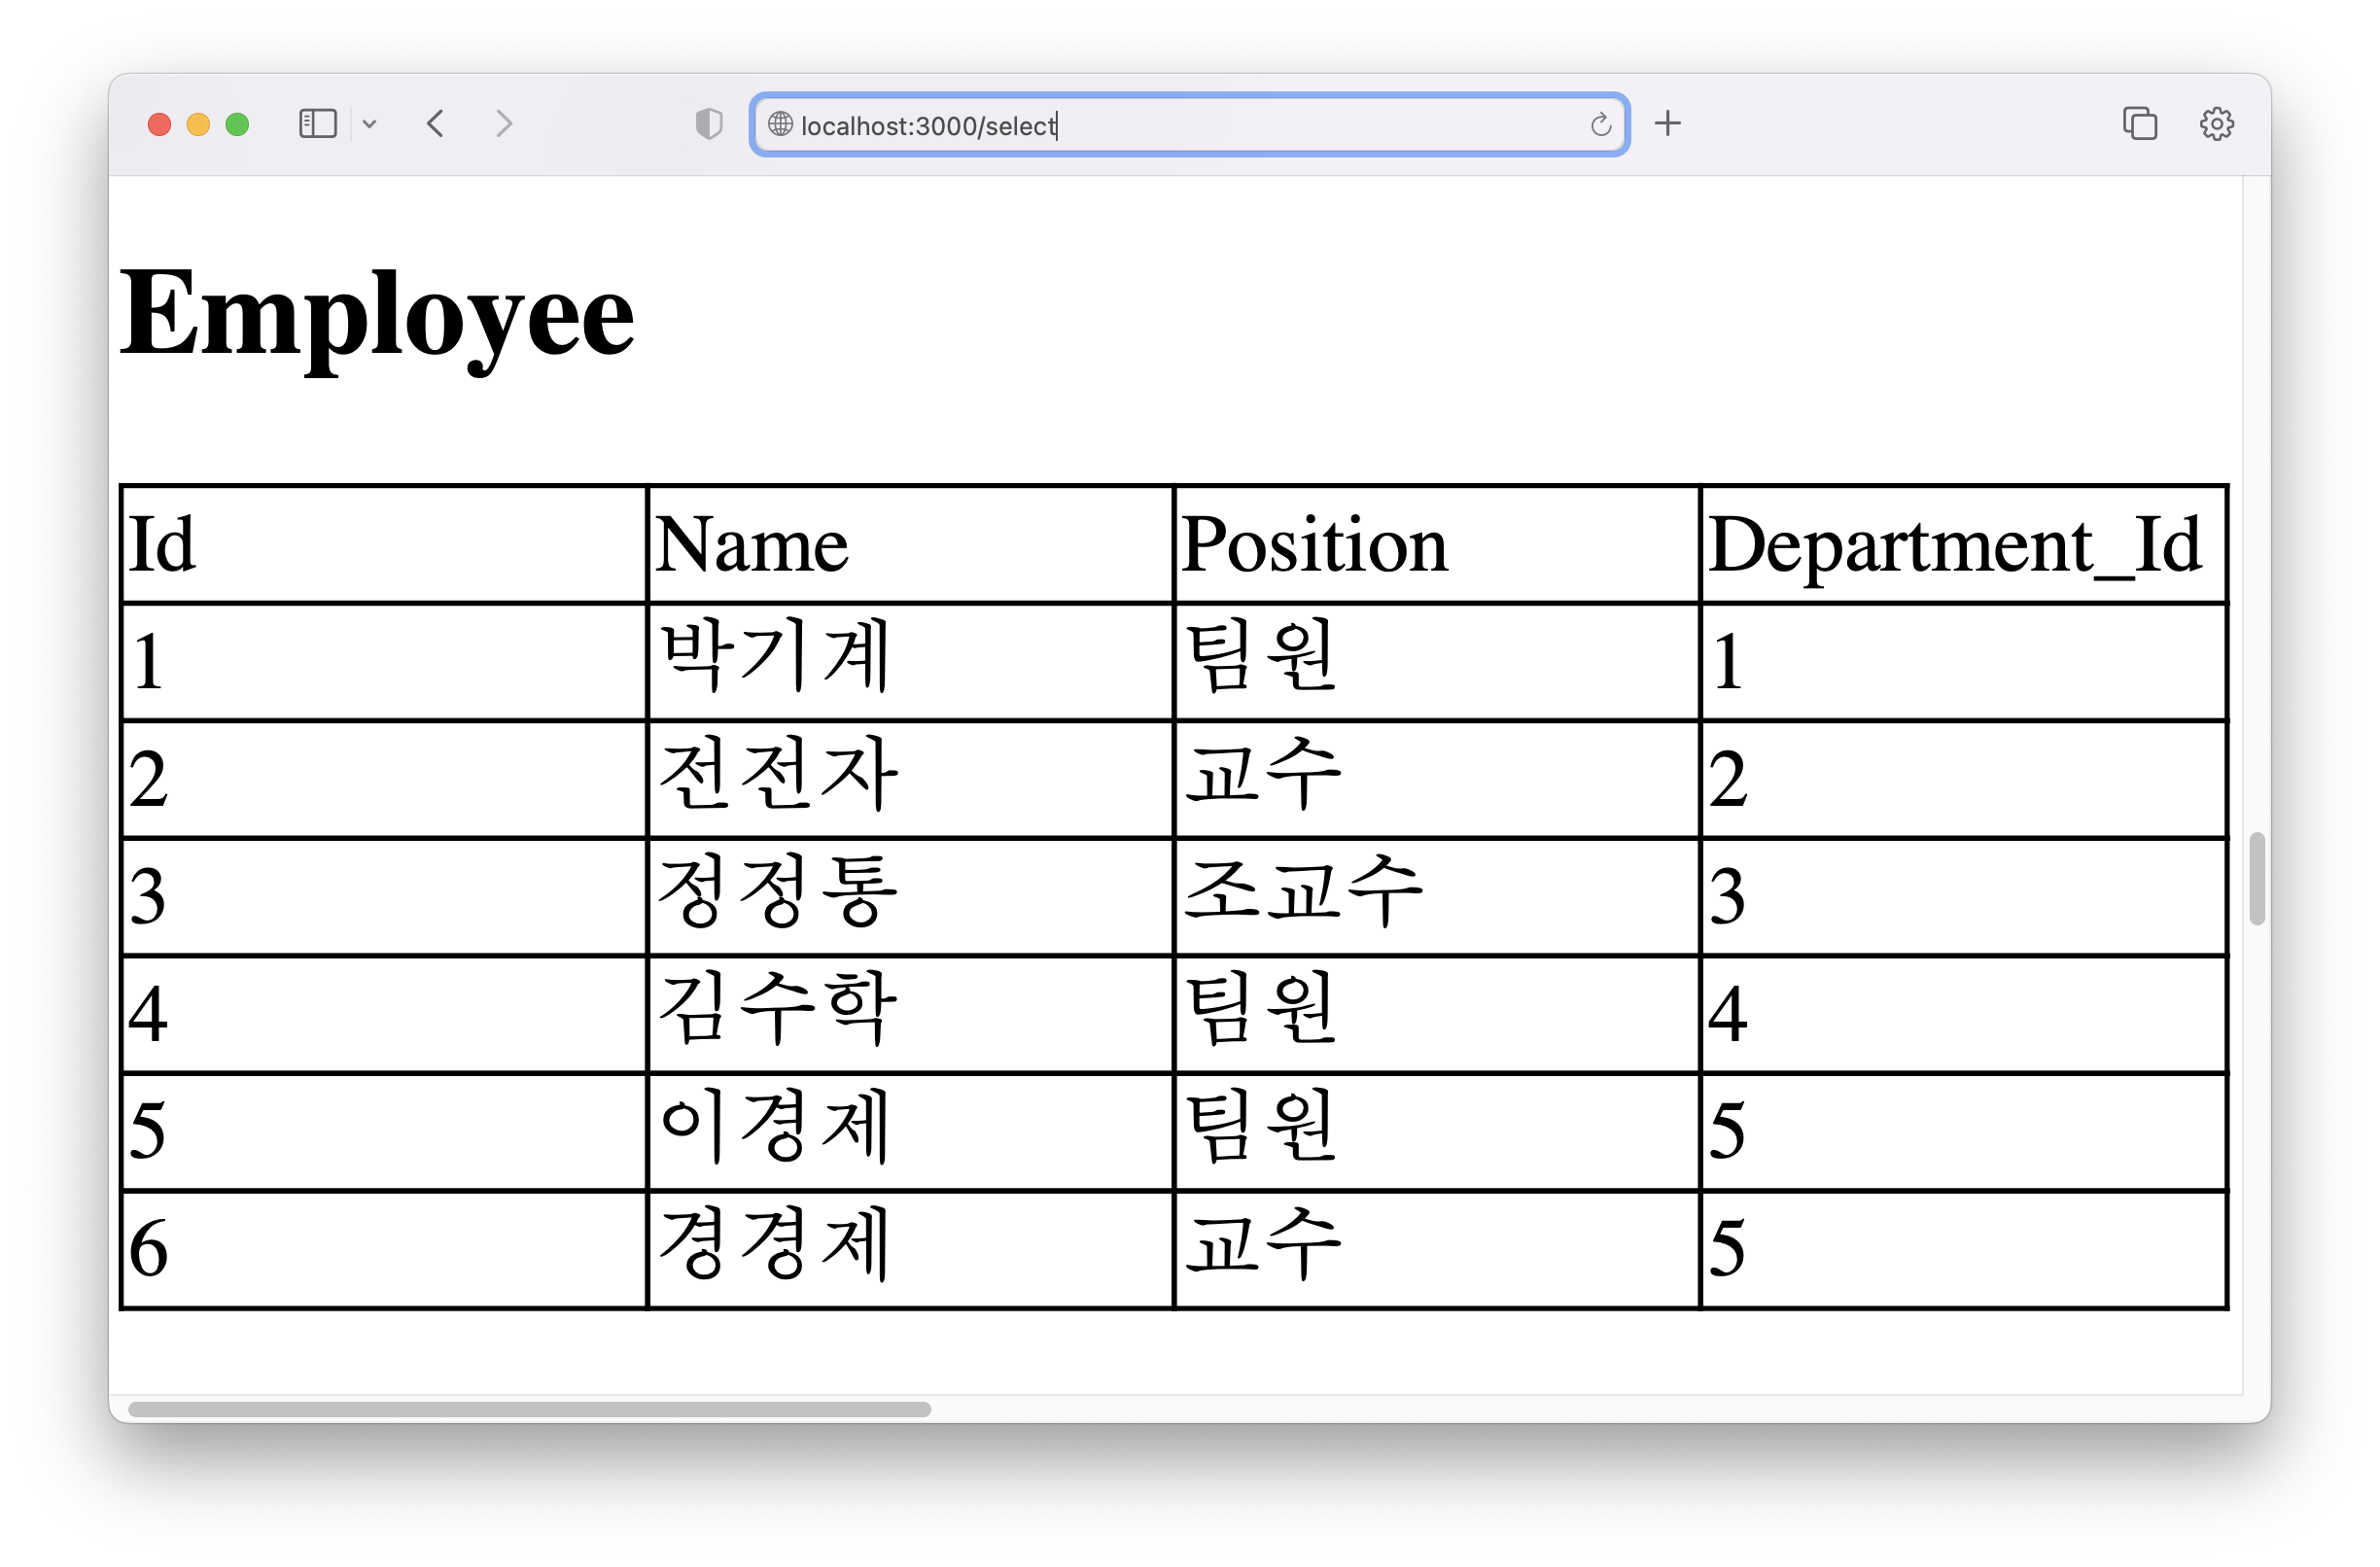 localhost:3000/select
Employee
Id Name Position Department_Id
1 박기계 팀원 1
2 전전자 교수 2
3 정정통 조교수 3
4 김수학 팀원 4
5 이경제 팀원 5
6 경경제 교수 5